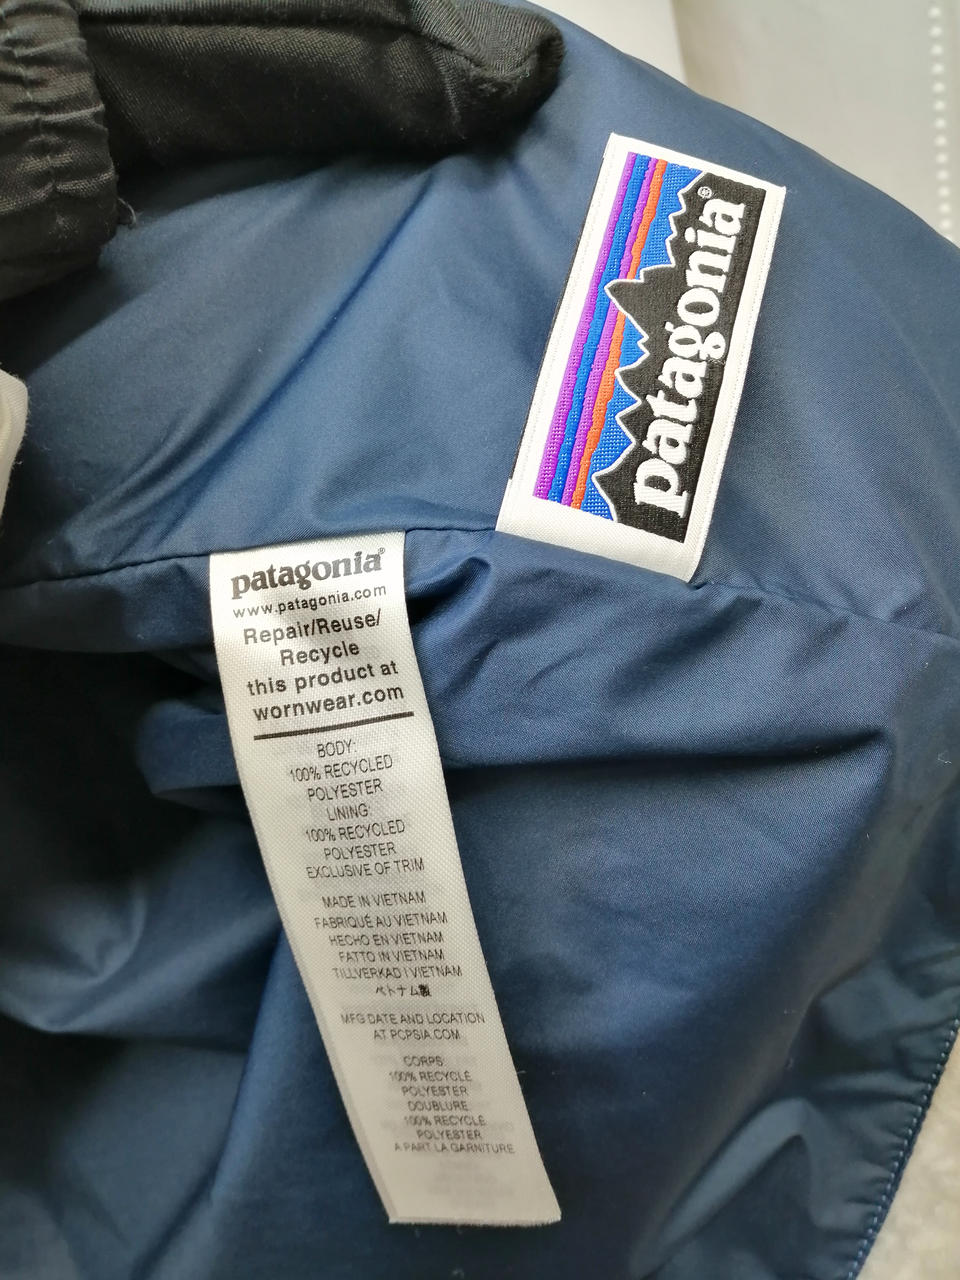 patagonia®
patagonia®
www.patagonia.com
Repair/Reuse/
Recycle
this product at
wornwear.com
BODY:
100% RECYCLED
POLYESTER
LINING:
100% RECYCLED
POLYESTER
EXCLUSIVE OF TRIM
MADE IN VIETNAM
FABRIQUÉ AU VIETNAM
HECHO EN VIETNAM
FATTO IN VIETNAM
TILLVERKAD I VIETNAM
ベトナム製
MFG DATE AND LOCATION
AT PCPSIA.COM
CORPS:
100% RECYCLÉ
POLYESTER
DOUBLURE:
100% RECYCLÉ
POLYESTER
A PART LA GARNITURE